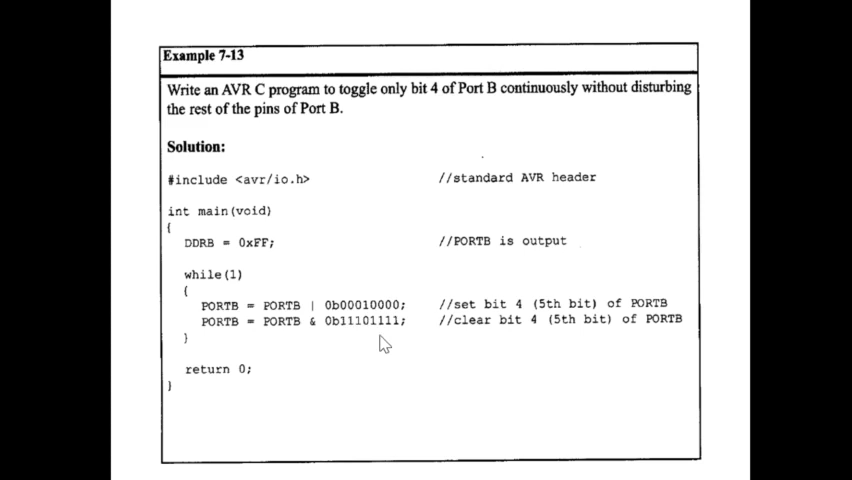 Example 7-13
Write an AVR C program to toggle only bit 4 of Port B continuously without disturbing
the rest of the pins of Port B.
Solution:
#include <avr/io.h> //standard AVR header
int main(void)
{
DDRB = 0xFF; //PORTB is output
while(1)
{
PORTB = PORTB | 0b00010000; //set bit 4 (5th bit) of PORTB
PORTB = PORTB & 0b11101111; //clear bit 4 (5th bit) of PORTB
}
return 0;
}